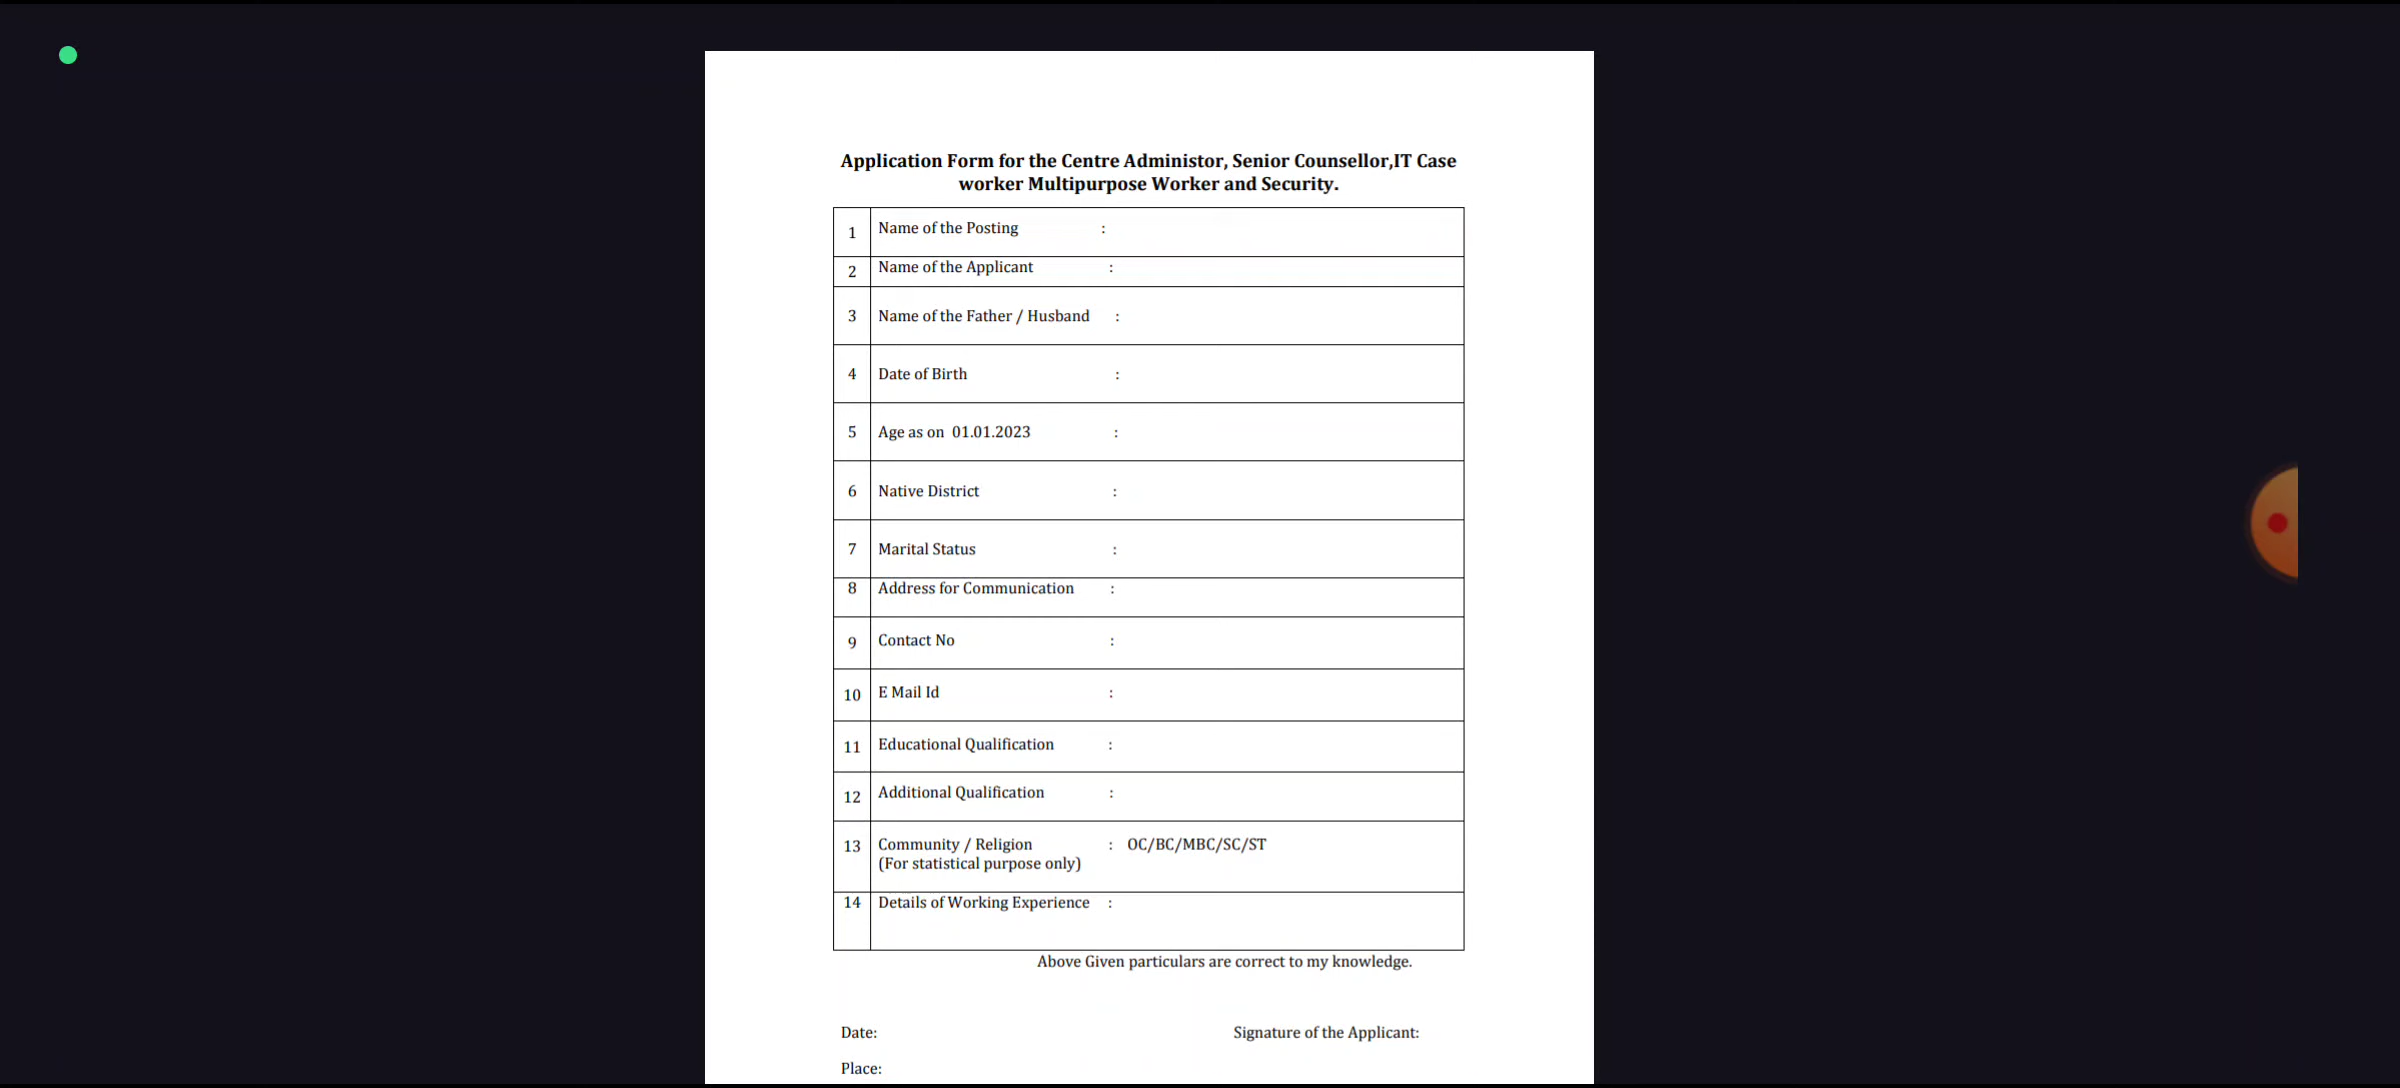 Application Form for the Centre Administor, Senior Counsellor,IT Case
worker Multipurpose Worker and Security.
1 Name of the Posting :
2 Name of the Applicant :
3 Name of the Father / Husband :
4 Date of Birth :
5 Age as on 01.01.2023 :
6 Native District :
7 Marital Status :
8 Address for Communication :
9 Contact No :
10 E Mail Id :
11 Educational Qualification :
12 Additional Qualification :
13 Community / Religion : OC/BC/MBC/SC/ST
(For statistical purpose only)
14 Details of Working Experience :
Above Given particulars are correct to my knowledge.
Date: Signature of the Applicant:
Place: